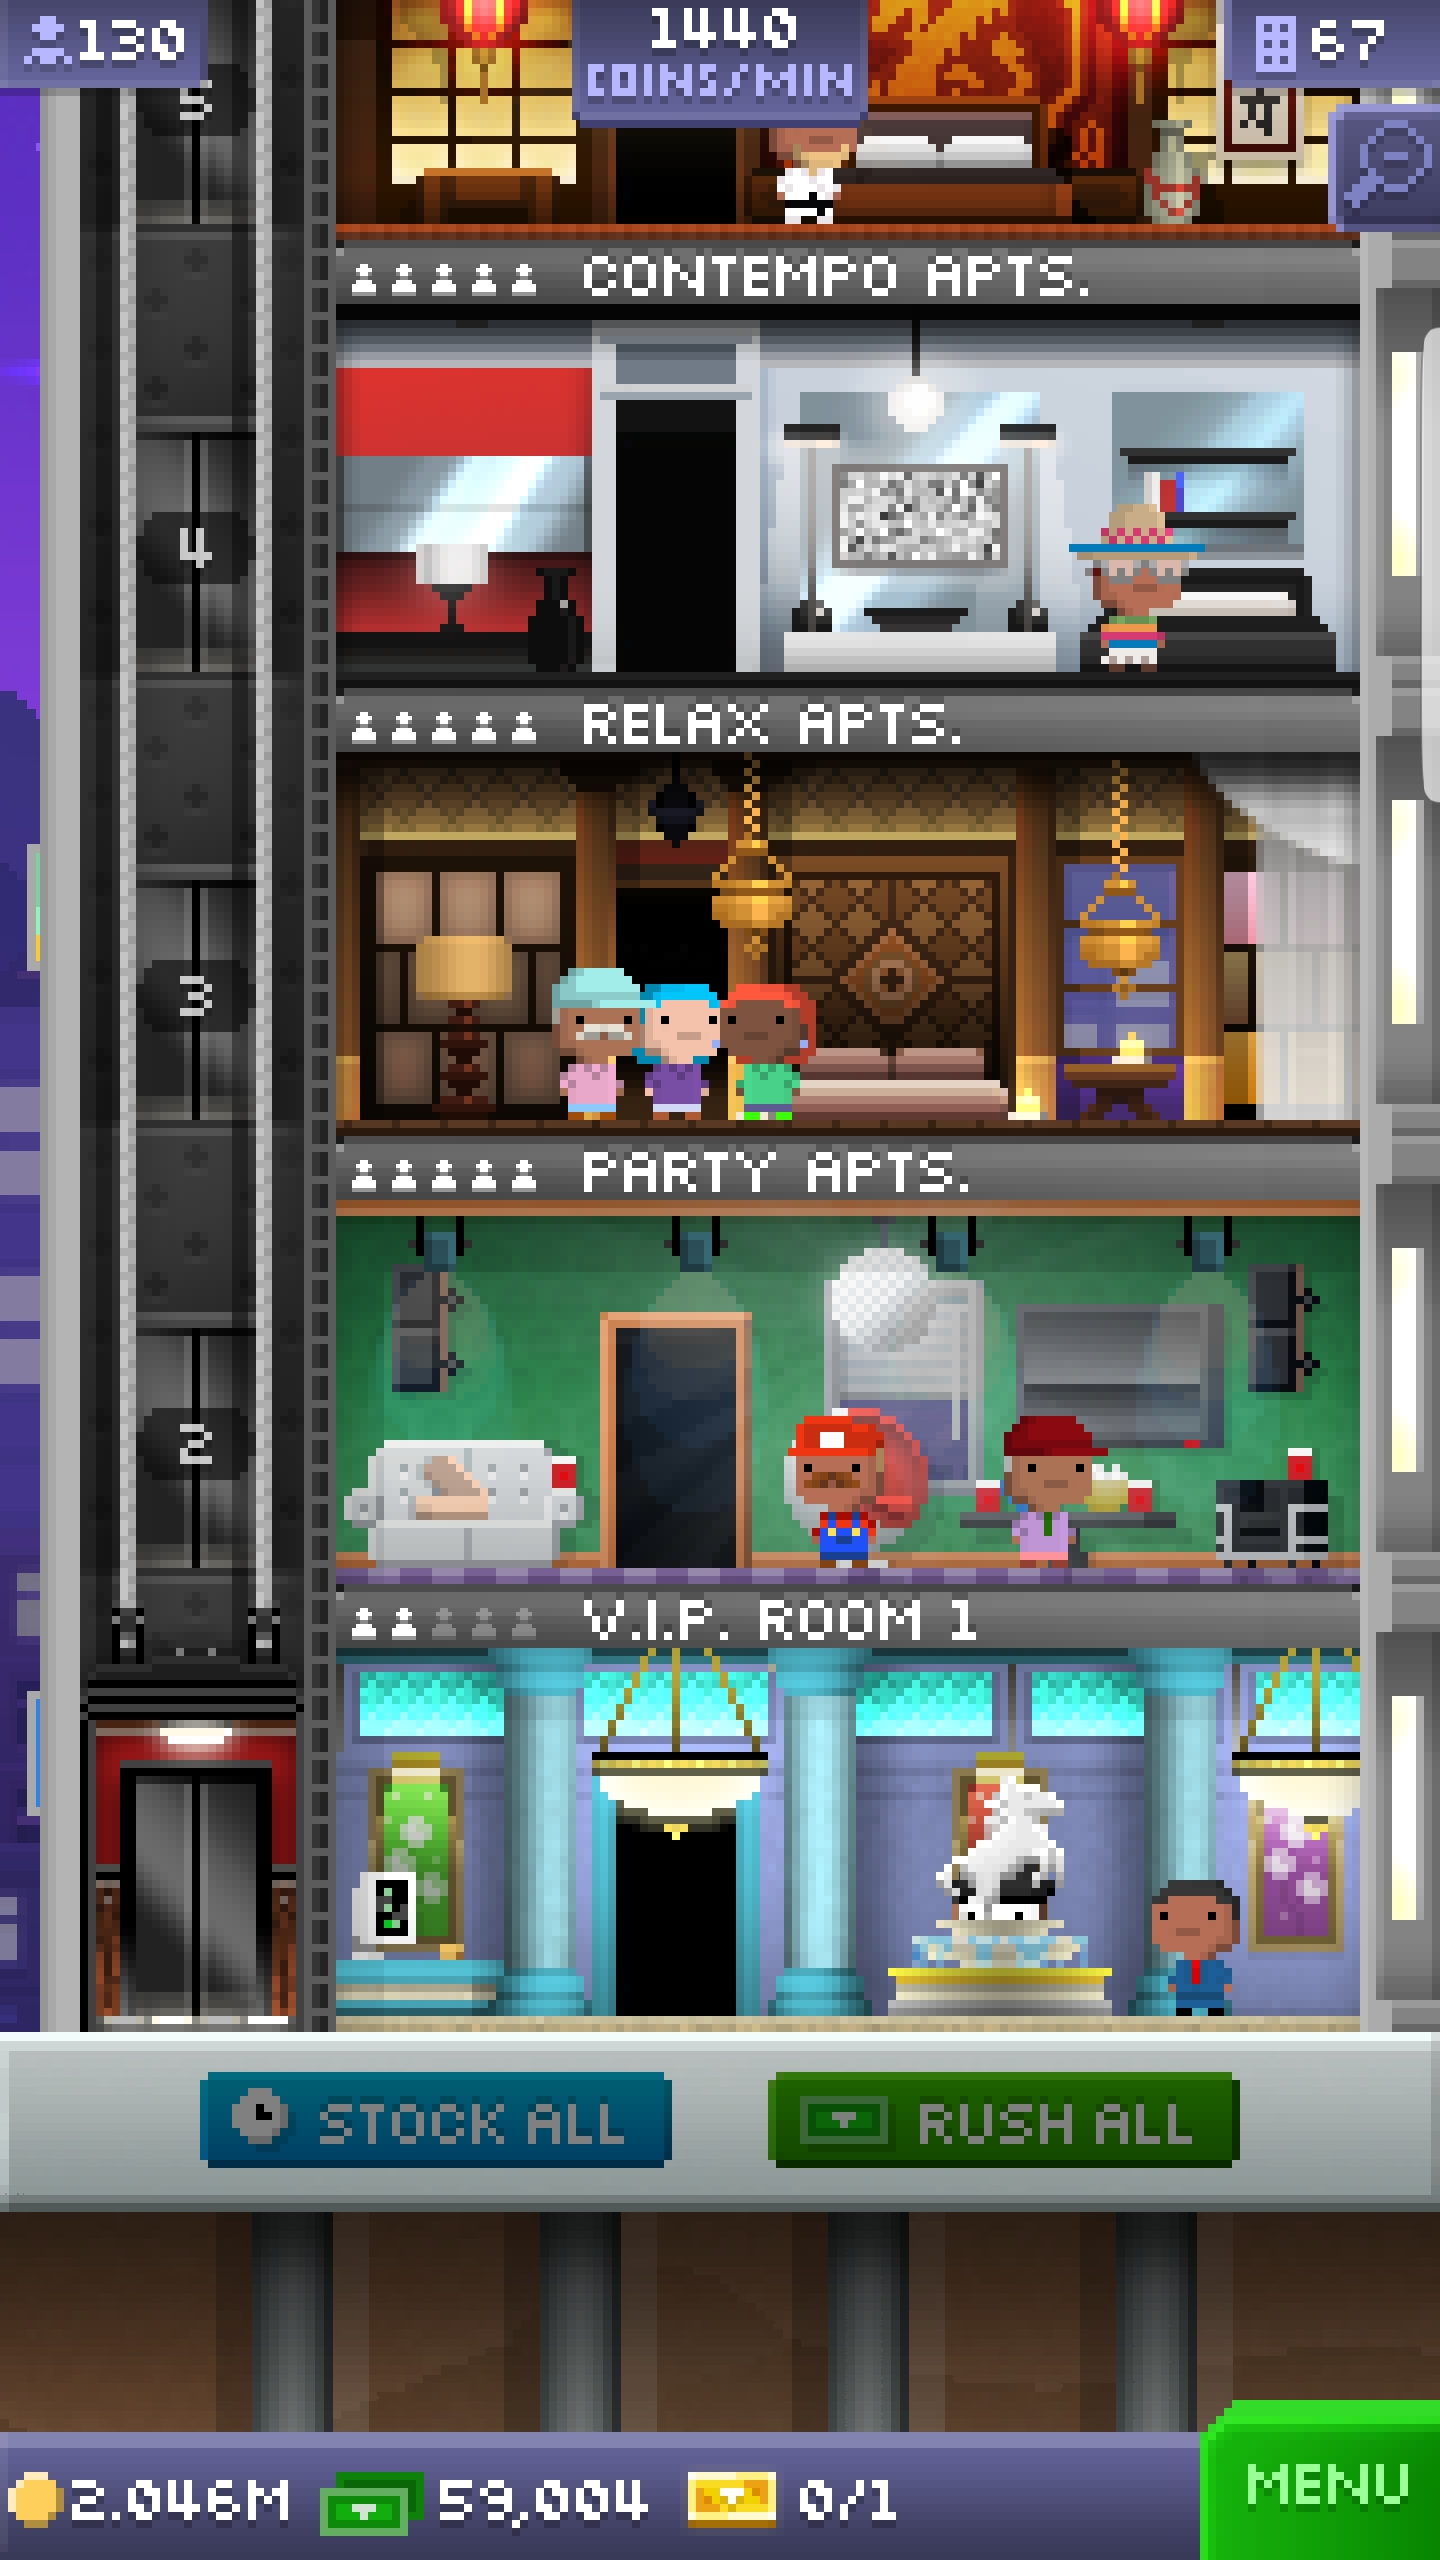 130
1440
COINS/MIN
67
5
CONTEMPO APTS.
4
RELAX APTS.
3
PARTY APTS.
2
V.I.P. ROOM 1
STOCK ALL
RUSH ALL
2.046M
59,004
0/1
MENU